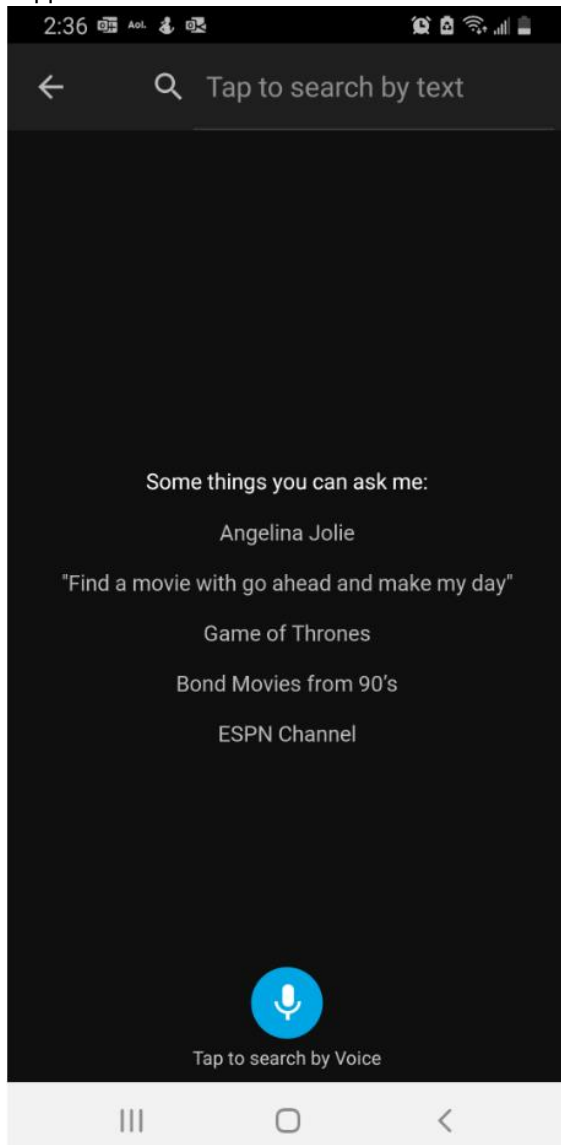 2:36 AOL.
Tap to search by text
Some things you can ask me:
Angelina Jolie
"Find a movie with go ahead and make my day"
Game of Thrones
Bond Movies from 90’s
ESPN Channel
Tap to search by Voice